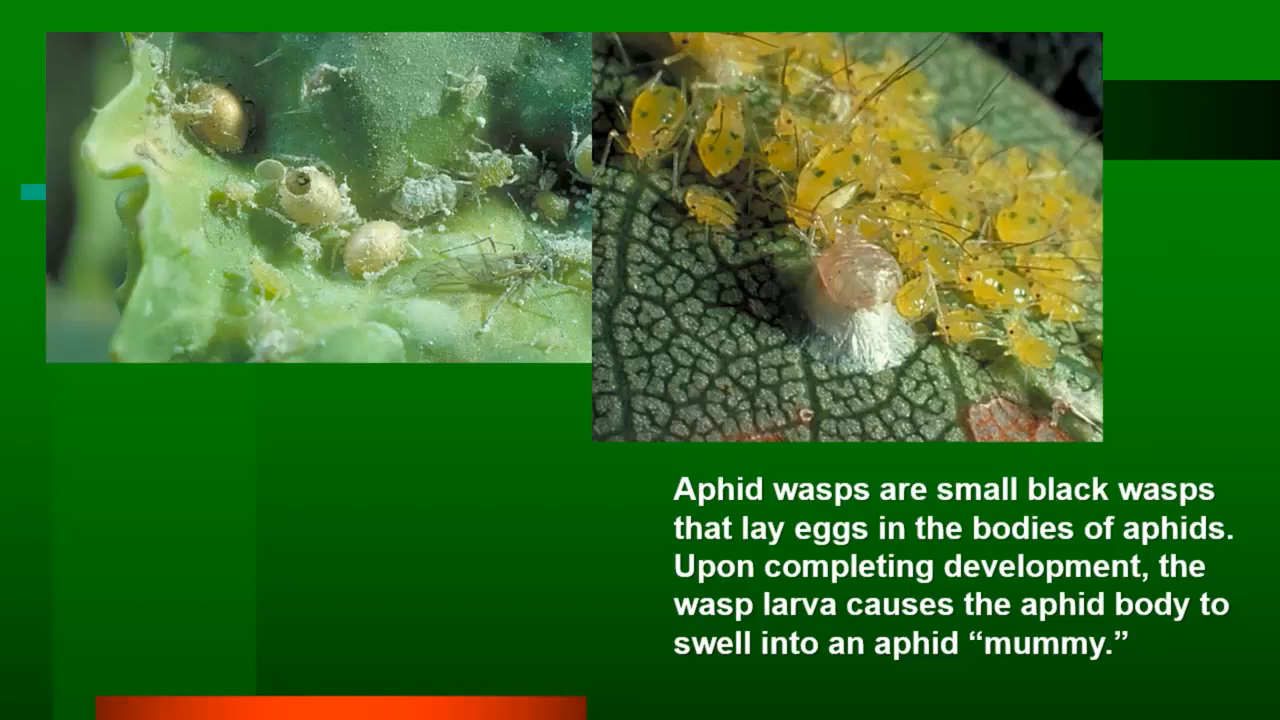 Aphid wasps are small black wasps
that lay eggs in the bodies of aphids.
Upon completing development, the
wasp larva causes the aphid body to
swell into an aphid “mummy.”